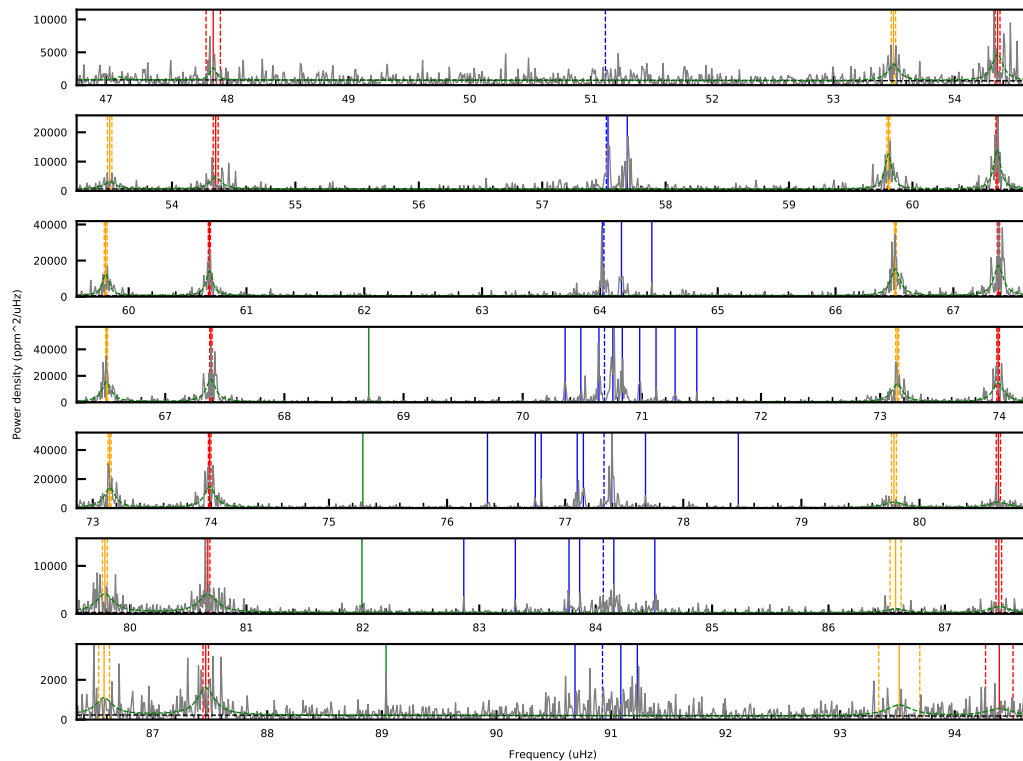 10000
5000
0
47 48 49 50 51 52 53 54
20000
10000
0
54 55 56 57 58 59 60
40000
20000
0
60 61 62 63 64 65 66 67
Power density (ppm^2/uHz)
40000
20000
0
67 68 69 70 71 72 73 74
40000
20000
0
73 74 75 76 77 78 79 80
10000
0
80 81 82 83 84 85 86 87
2000
0
87 88 89 90 91 92 93 94
Frequency (uHz)